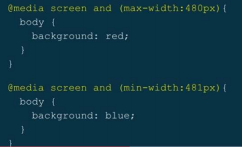 @media screen and (max-width:480px){
body {
background: red;
}
}
@media screen and (min-width:481px){
body {
background: blue;
}
}